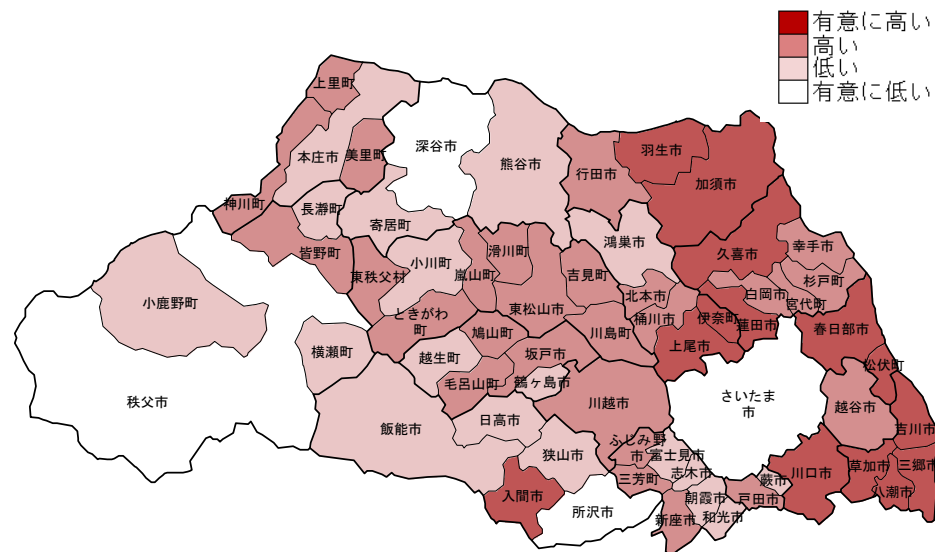 有意に高い
高い
低い
有意に低い
上里町
本庄市
美里町
深谷市
熊谷市
行田市
羽生市
加須市
神川町
長瀞町
寄居町
皆野町
東秩父村
小川町
嵐山町
滑川町
吉見町
鴻巣市
久喜市
幸手市
杉戸町
白岡市
宮代町
小鹿野町
ときがわ
町
東松山市
北本市
桶川市
伊奈町
蓮田市
春日部市
横瀬町
越生町
鳩山町
坂戸市
川島町
上尾市
松伏町
秩父市
毛呂山町
鶴ヶ島市
川越市
さいたま
市
越谷市
吉川市
飯能市
日高市
狭山市
ふじみ野
市
富士見市
三芳町
志木市
入間市
所沢市
新座市
朝霞市
和光市
戸田市
蕨市
川口市
草加市
八潮市
三郷市